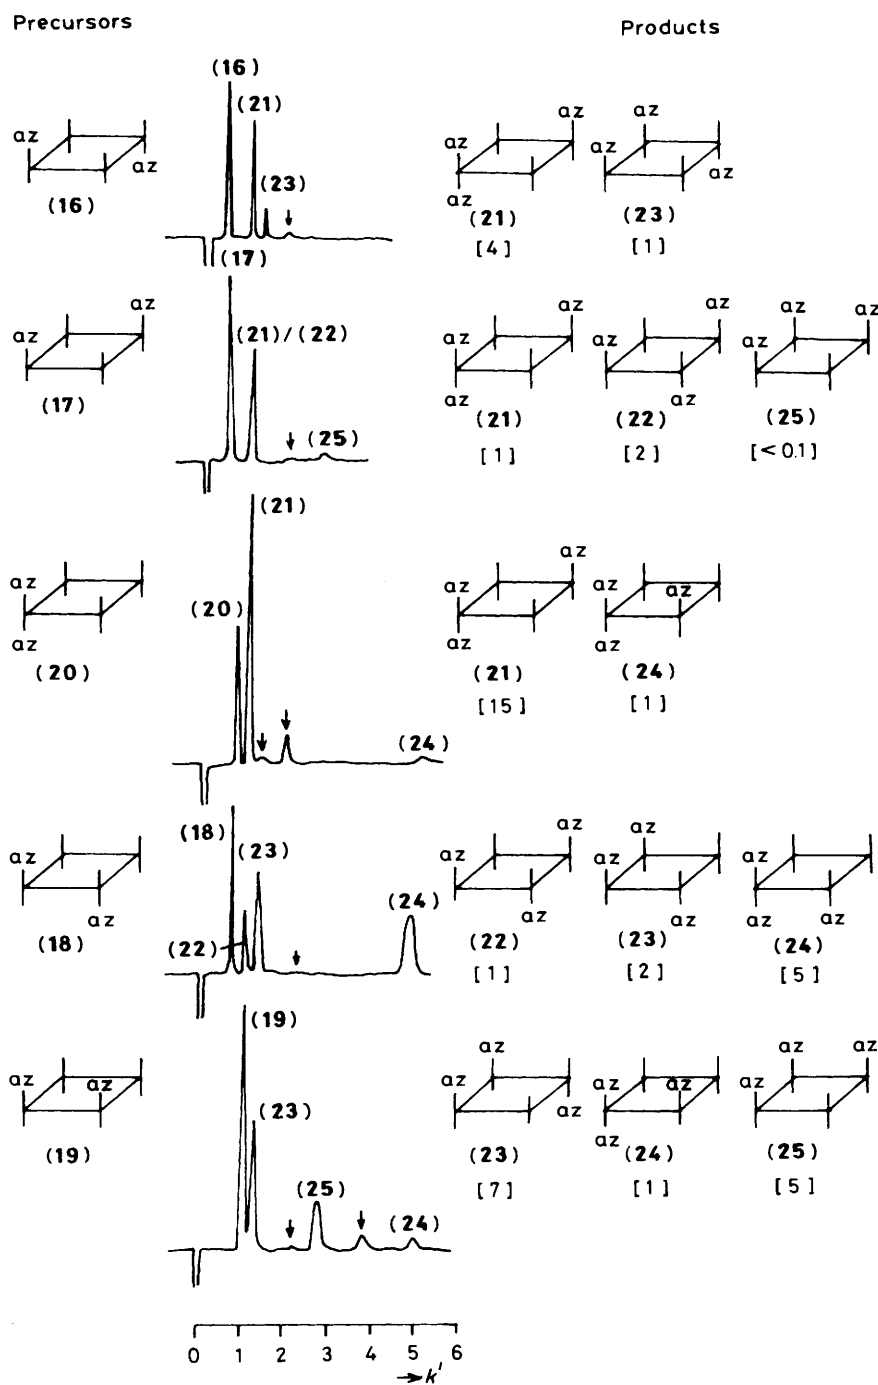 Precursors
Products
(16)
(21)
(23)
az
az
(16)
az
az
az
(21)
[4]
az
az
az
(23)
[1]
(17)
(21)/(22)
(25)
az
az
(17)
az
az
az
(21)
[1]
az
az
az
(22)
[2]
az
az
az
(25)
[<0.1]
(21)
(20)
(24)
az
az
(20)
az
az
az
(21)
[15]
az
az
az
(24)
[1]
(18)
(23)
(22)
(24)
az
az
(18)
az
az
az
(22)
[1]
az
az
az
(23)
[2]
az
az
az
(24)
[5]
(19)
(23)
(25)
(24)
az
az
(19)
az
az
az
(23)
[7]
az
az
az
(24)
[1]
az
az
az
(25)
[5]
0 1 2 3 4 5 6
→k'